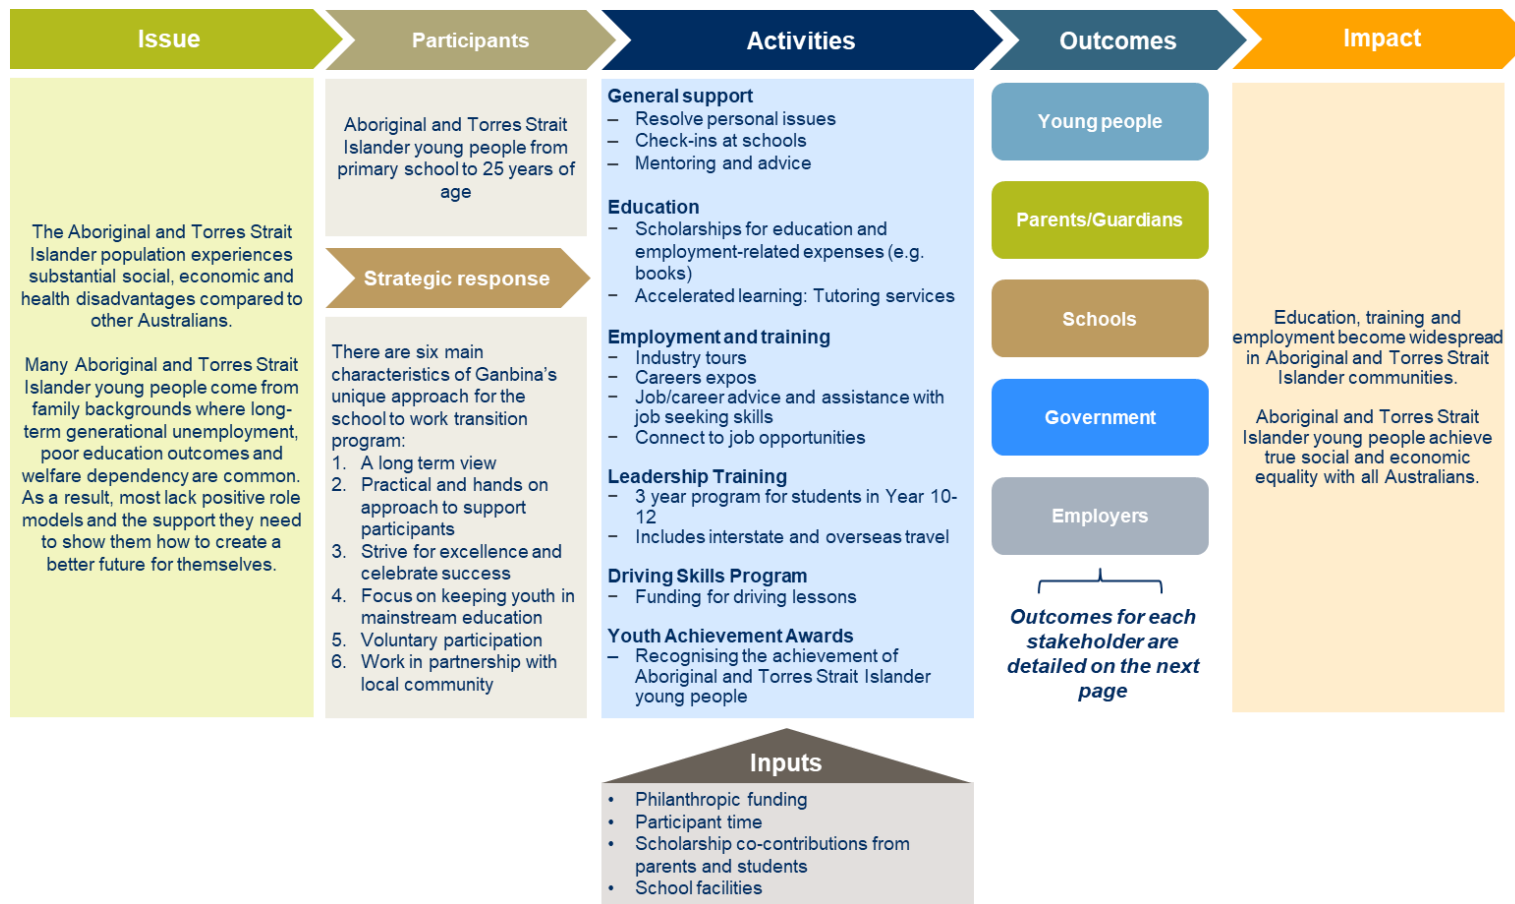 Issue
The Aboriginal and Torres Strait
Islander population experiences
substantial social, economic and
health disadvantages compared to
other Australians.
Many Aboriginal and Torres Strait
Islander young people come from
family backgrounds where long-
term generational unemployment,
poor education outcomes and
welfare dependency are common.
As a result, most lack positive role
models and the support they need
to show them how to create a
better future for themselves.
Participants
Aboriginal and Torres Strait
Islander young people from
primary school to 25 years of
age
Strategic response
There are six main
characteristics of Ganbina’s
unique approach for the
school to work transition
program:
1. A long term view
2. Practical and hands on
approach to support
participants
3. Strive for excellence and
celebrate success
4. Focus on keeping youth in
mainstream education
5. Voluntary participation
6. Work in partnership with
local community
Activities
General support
– Resolve personal issues
– Check-ins at schools
– Mentoring and advice
Education
– Scholarships for education and
employment-related expenses (e.g.
books)
– Accelerated learning: Tutoring services
Employment and training
– Industry tours
– Careers expos
– Job/career advice and assistance with
job seeking skills
– Connect to job opportunities
Leadership Training
– 3 year program for students in Year 10-
12
– Includes interstate and overseas travel
Driving Skills Program
– Funding for driving lessons
Youth Achievement Awards
– Recognising the achievement of
Aboriginal and Torres Strait Islander
young people
Inputs
• Philanthropic funding
• Participant time
• Scholarship co-contributions from
parents and students
• School facilities
Outcomes
Young people
Parents/Guardians
Schools
Government
Employers
Outcomes for each
stakeholder are
detailed on the next
page
Impact
Education, training and
employment become widespread
in Aboriginal and Torres Strait
Islander communities.
Aboriginal and Torres Strait
Islander young people achieve
true social and economic
equality with all Australians.